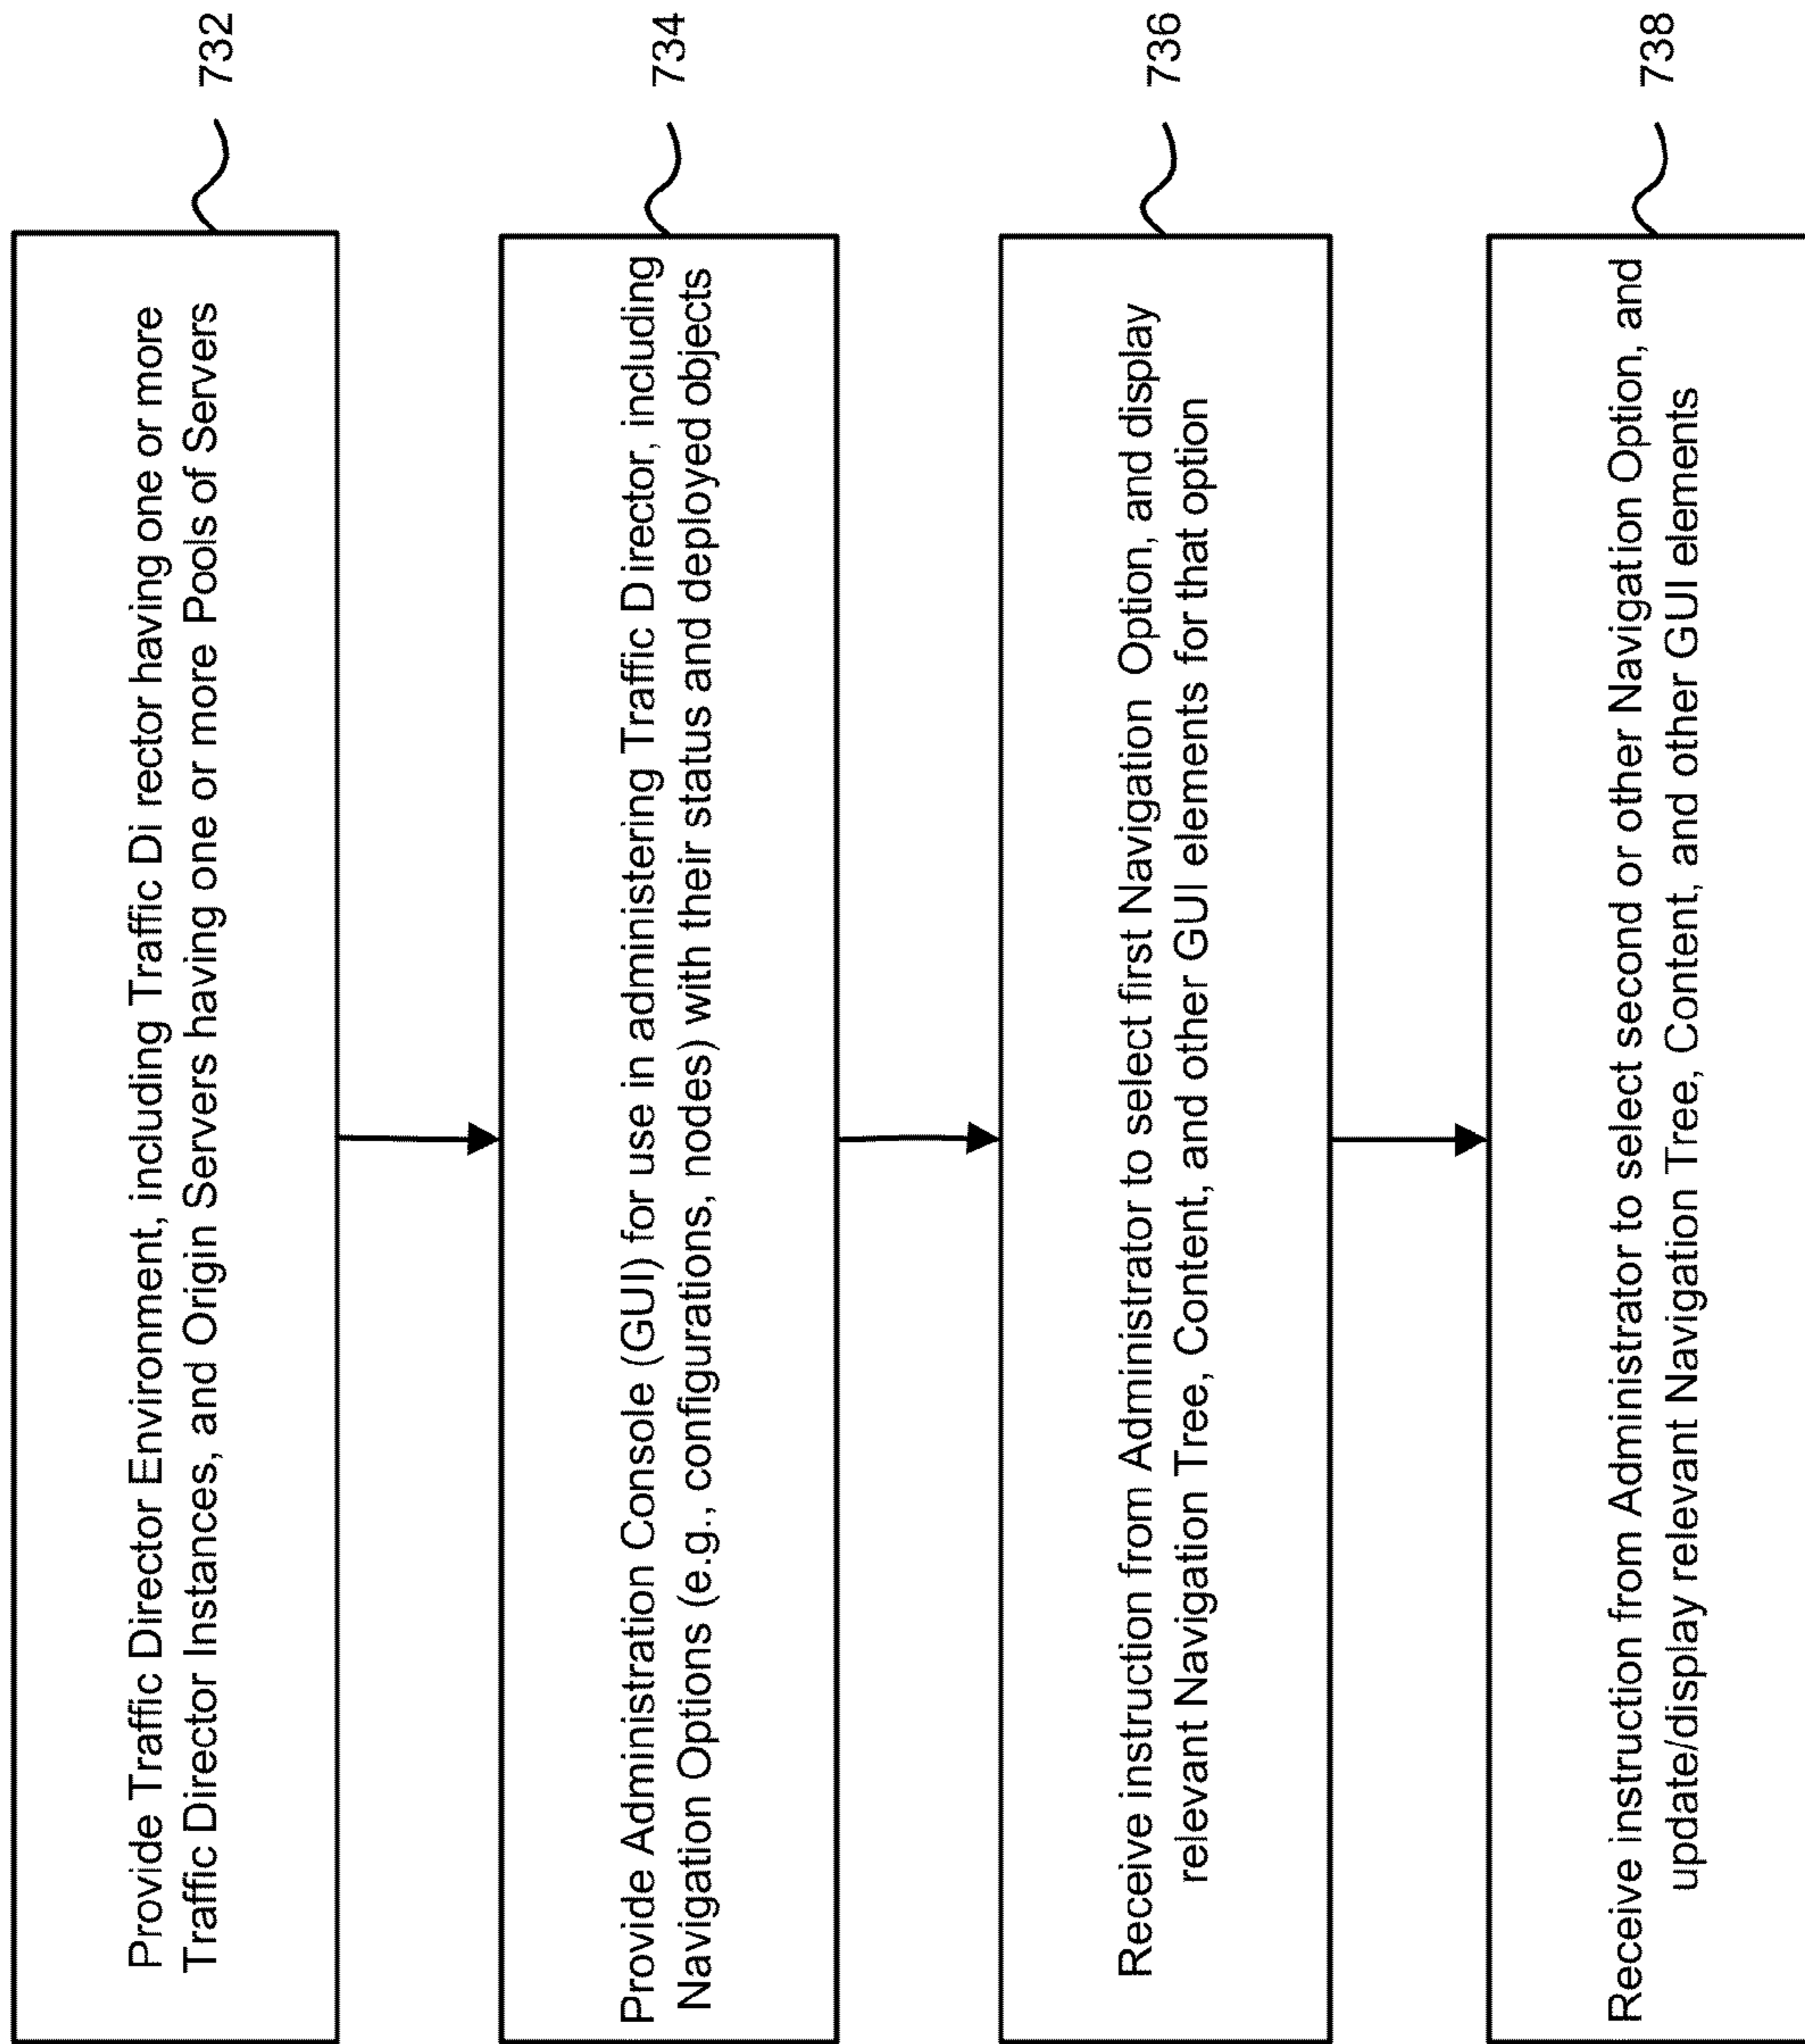 Provide Traffic Director Environment, including Traffic Di rector having one or more
Traffic Director Instances, and Origin Servers having one or more Pools of Servers
732
Provide Administration Console (GUI) for use in administering Traffic Director, including
Navigation Options (e.g., configurations, nodes) with their status and deployed objects
734
Receive instruction from Administrator to select first Navigation Option, and display
relevant Navigation Tree, Content, and other GUI elements for that option
736
Receive instruction from Administrator to select second or other Navigation Option, and
update/display relevant Navigation Tree, Content, and other GUI elements
738